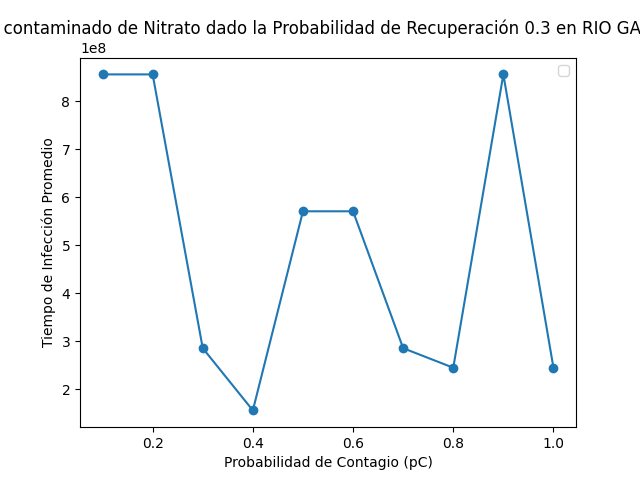 contaminado de Nitrato dado la Probabilidad de Recuperación 0.3 en RIO GA
1e8
8
7
6
5
4
3
2
Tiempo de Infección Promedio
0.2 0.4 0.6 0.8 1.0
Probabilidad de Contagio (pC)